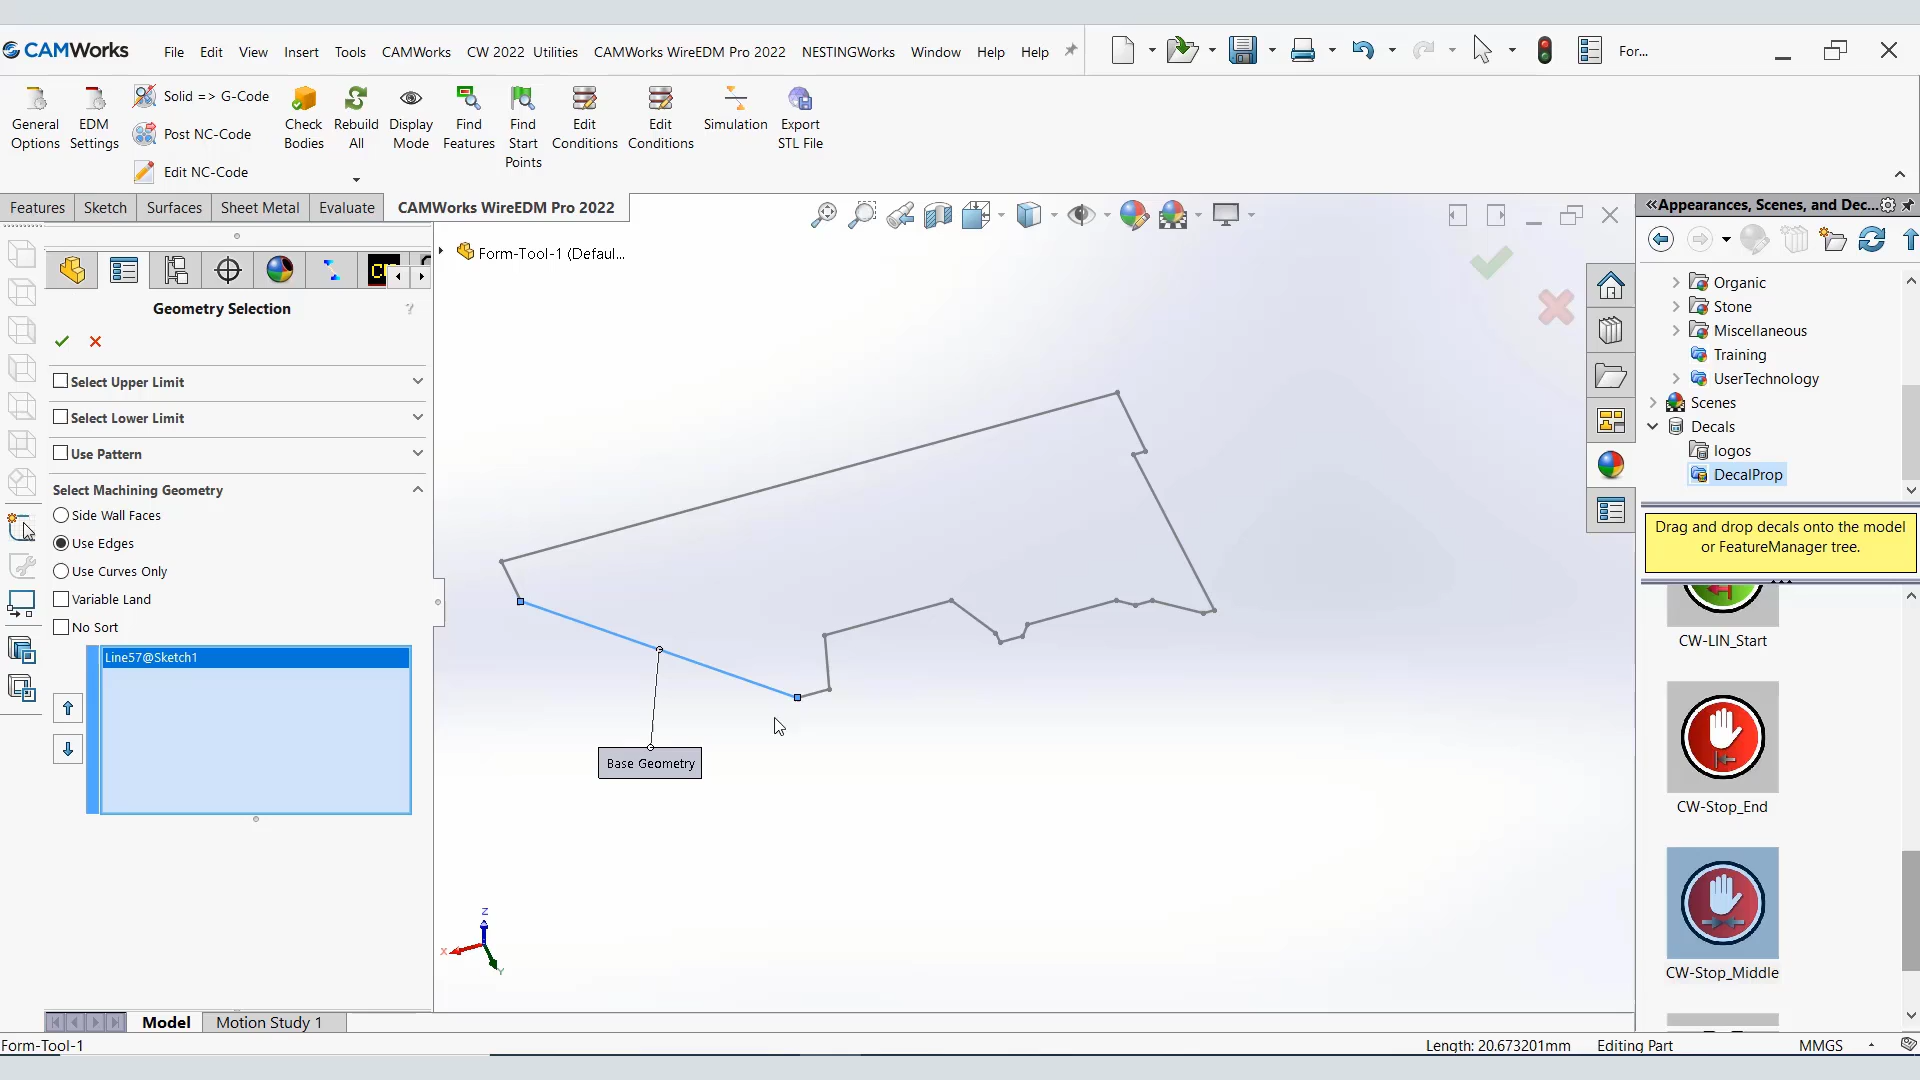 CAMWorks
File Edit View Insert Tools CAMWorks CW 2022 Utilities CAMWorks WireEDM Pro 2022 NESTINGWorks Window Help Help
For...
General Options
EDM Settings
Solid => G-Code
Post NC-Code
Edit NC-Code
Check Bodies
Rebuild All
Display Mode
Find Features
Find Start Points
Edit Conditions
Edit Conditions
Simulation
Export STL File
Features Sketch Surfaces Sheet Metal Evaluate CAMWorks WireEDM Pro 2022
Form-Tool-1 (Defaul...
Geometry Selection
?
Select Upper Limit
Select Lower Limit
Use Pattern
Select Machining Geometry
Side Wall Faces
Use Edges
Use Curves Only
Variable Land
No Sort
Line57@Sketch1
Base Geometry
Z
X
Y
Appearances, Scenes, and Dec...
Organic
Stone
Miscellaneous
Training
UserTechnology
Scenes
Decals
logos
DecalProp
Drag and drop decals onto the model
or FeatureManager tree.
CW-LIN_Start
CW-Stop_End
CW-Stop_Middle
Model Motion Study 1
Form-Tool-1
Length: 20.673201mm Editing Part MMGS